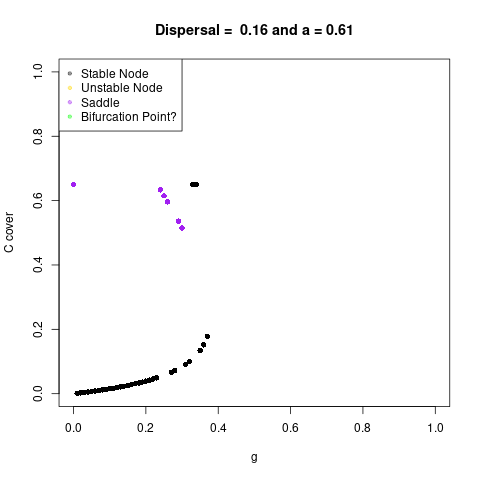 Dispersal =  0.16 and a = 0.61
Stable Node
Unstable Node
Saddle
Bifurcation Point?
C cover
1.0
0.8
0.6
0.4
0.2
0.0
0.0 0.2 0.4 0.6 0.8 1.0
g